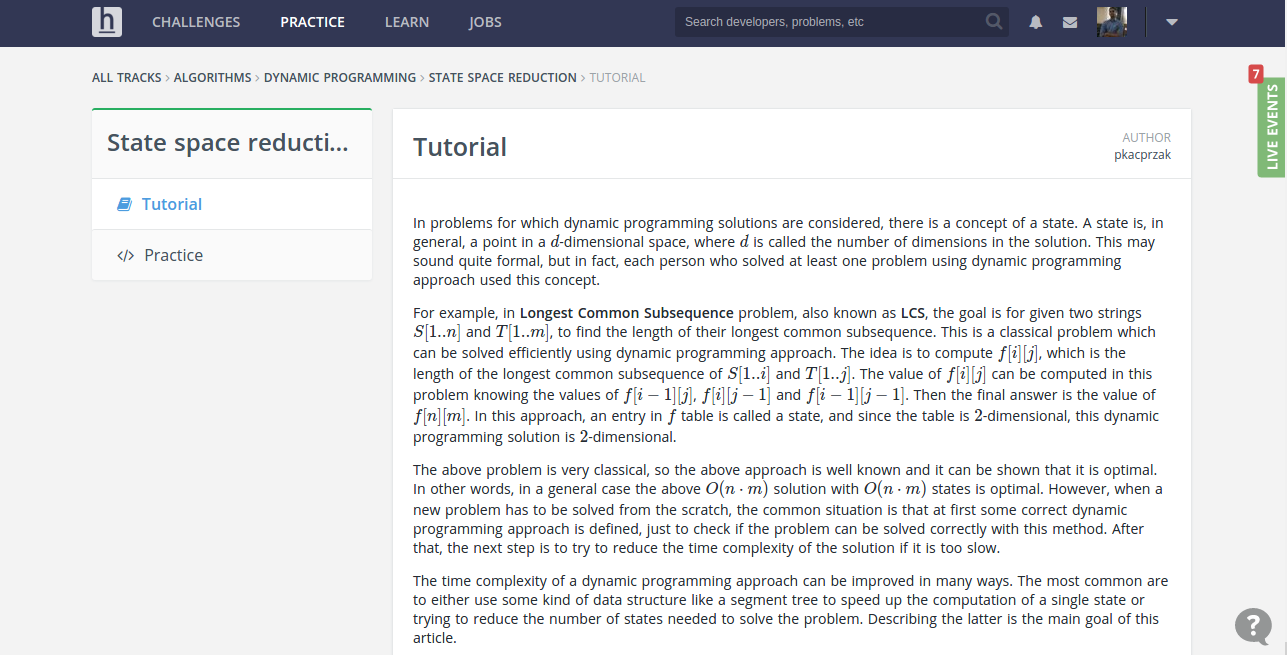 h CHALLENGES PRACTICE LEARN JOBS Search developers, problems, etc
ALL TRACKS › ALGORITHMS › DYNAMIC PROGRAMMING › STATE SPACE REDUCTION › TUTORIAL
7
LIVE EVENTS
State space reducti...
Tutorial
</> Practice
Tutorial
AUTHOR
pkacprzak
In problems for which dynamic programming solutions are considered, there is a concept of a state. A state is, in
general, a point in a d-dimensional space, where d is called the number of dimensions in the solution. This may
sound quite formal, but in fact, each person who solved at least one problem using dynamic programming
approach used this concept.
For example, in Longest Common Subsequence problem, also known as LCS, the goal is for given two strings
S[1..n] and T[1..m], to find the length of their longest common subsequence. This is a classical problem which
can be solved efficiently using dynamic programming approach. The idea is to compute f[i][j], which is the
length of the longest common subsequence of S[1..i] and T[1..j]. The value of f[i][j] can be computed in this
problem knowing the values of f[i − 1][j], f[i][j − 1] and f[i − 1][j − 1]. Then the final answer is the value of
f[n][m]. In this approach, an entry in f table is called a state, and since the table is 2-dimensional, this dynamic
programming solution is 2-dimensional.
The above problem is very classical, so the above approach is well known and it can be shown that it is optimal.
In other words, in a general case the above O(n · m) solution with O(n · m) states is optimal. However, when a
new problem has to be solved from the scratch, the common situation is that at first some correct dynamic
programming approach is defined, just to check if the problem can be solved correctly with this method. After
that, the next step is to try to reduce the time complexity of the solution if it is too slow.
The time complexity of a dynamic programming approach can be improved in many ways. The most common are
to either use some kind of data structure like a segment tree to speed up the computation of a single state or
trying to reduce the number of states needed to solve the problem. Describing the latter is the main goal of this
article.
?